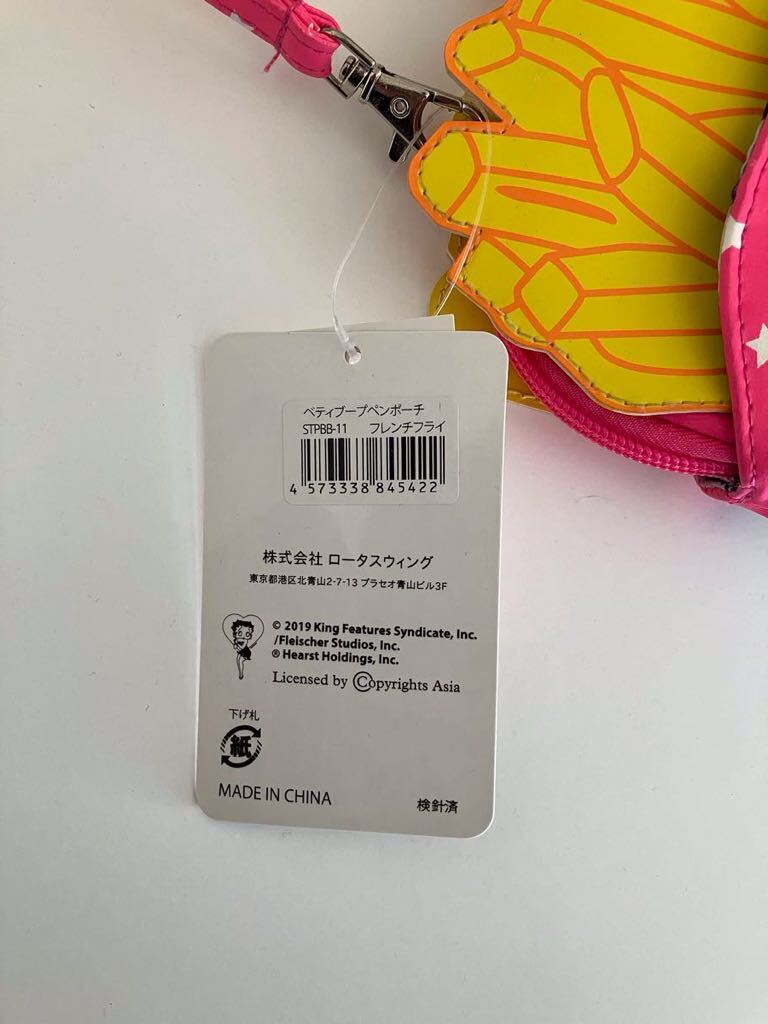 ベティブープペンポーチ
STPBB-11 フレンチフライ
4 573338 845422
株式会社 ロータスウィング
東京都港区北青山2-7-13 プラセオ青山ビル3F
© 2019 King Features Syndicate, Inc.
/Fleischer Studios, Inc.
® Hearst Holdings, Inc.
Licensed by Ⓒopyrights Asia
下げ札
紙
MADE IN CHINA
検針済